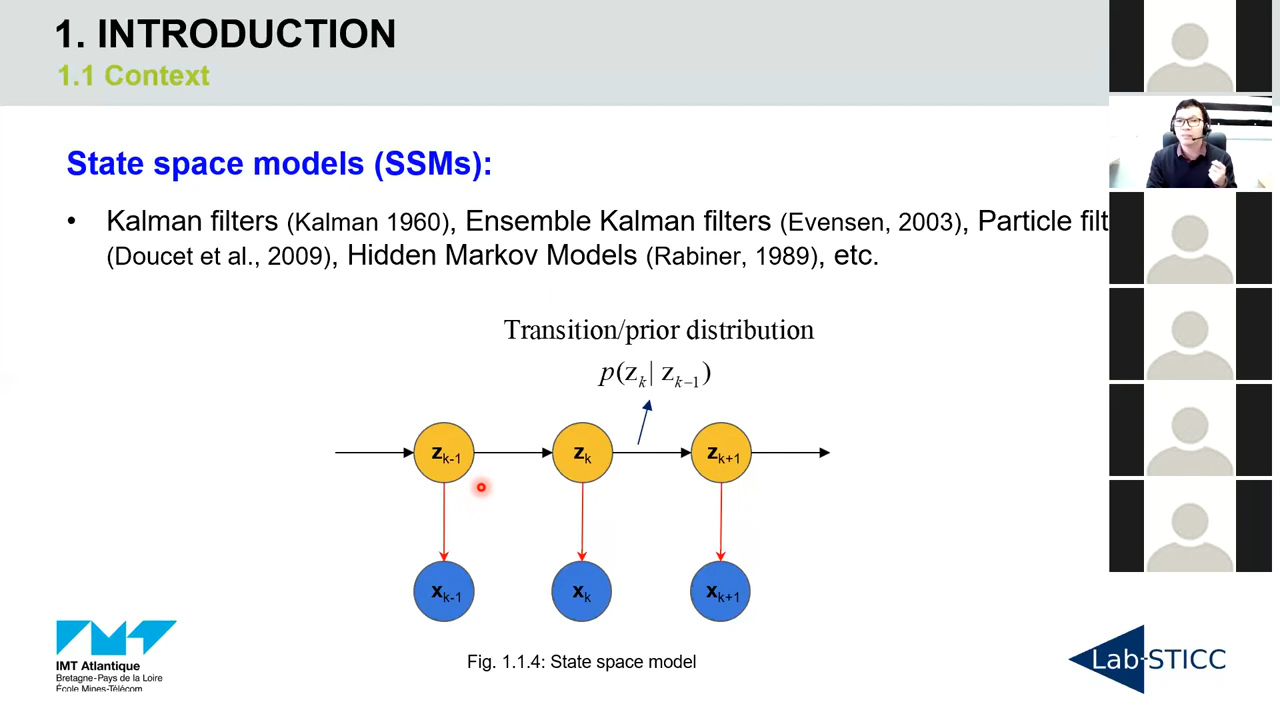 1. INTRODUCTION
1.1 Context
State space models (SSMs):
• Kalman filters (Kalman 1960), Ensemble Kalman filters (Evensen, 2003), Particle filt
(Doucet et al., 2009), Hidden Markov Models (Rabiner, 1989), etc.
Transition/prior distribution
p(z_k | z_{k-1})
z_{k-1} z_k z_{k+1}
x_{k-1} x_k x_{k+1}
Fig. 1.1.4: State space model
IMT Atlantique
Bretagne-Pays de la Loire
École Mines-Télécom
Lab-STICC